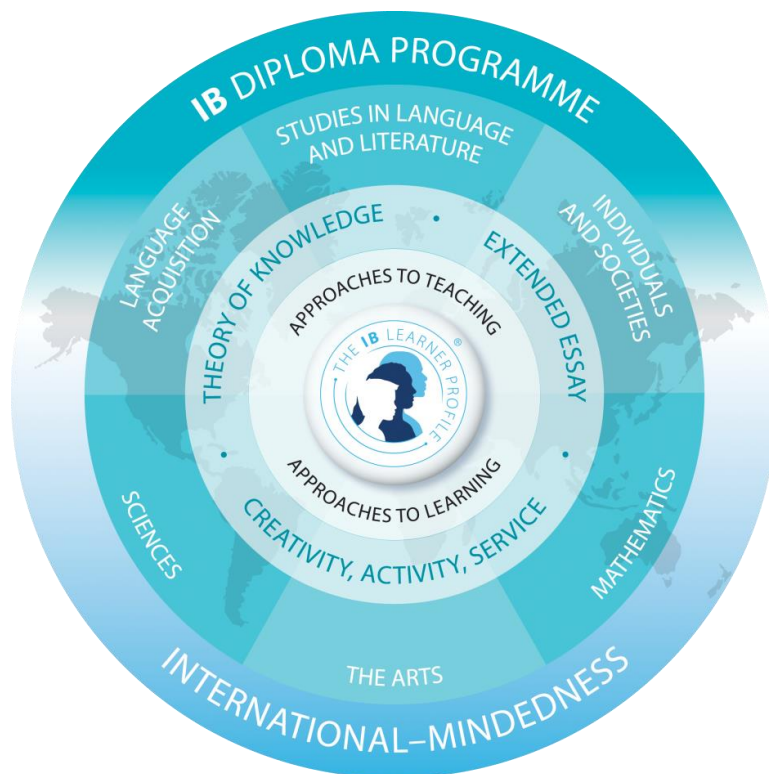 IB DIPLOMA PROGRAMME
STUDIES IN LANGUAGE
AND LITERATURE
LANGUAGE
ACQUISITION
INDIVIDUALS
AND SOCIETIES
THEORY OF KNOWLEDGE
•
EXTENDED ESSAY
•
APPROACHES TO TEACHING
THE IB LEARNER PROFILE
®
APPROACHES TO LEARNING
•
CREATIVITY, ACTIVITY, SERVICE
SCIENCES
MATHEMATICS
THE ARTS
INTERNATIONAL–MINDEDNESS